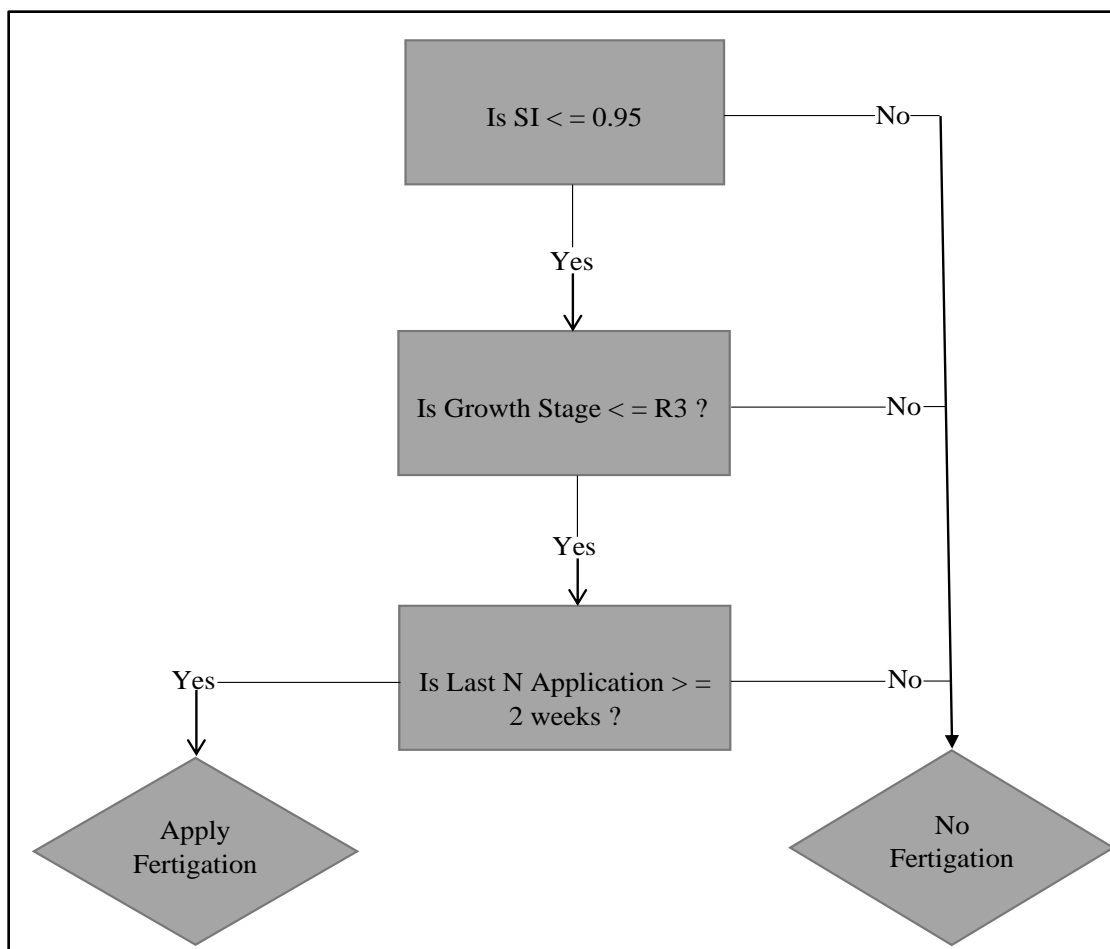 Is SI < = 0.95
No
Yes
Is Growth Stage < = R3 ?
No
Yes
Is Last N Application > =
2 weeks ?
Yes
No
Apply
Fertigation
No
Fertigation